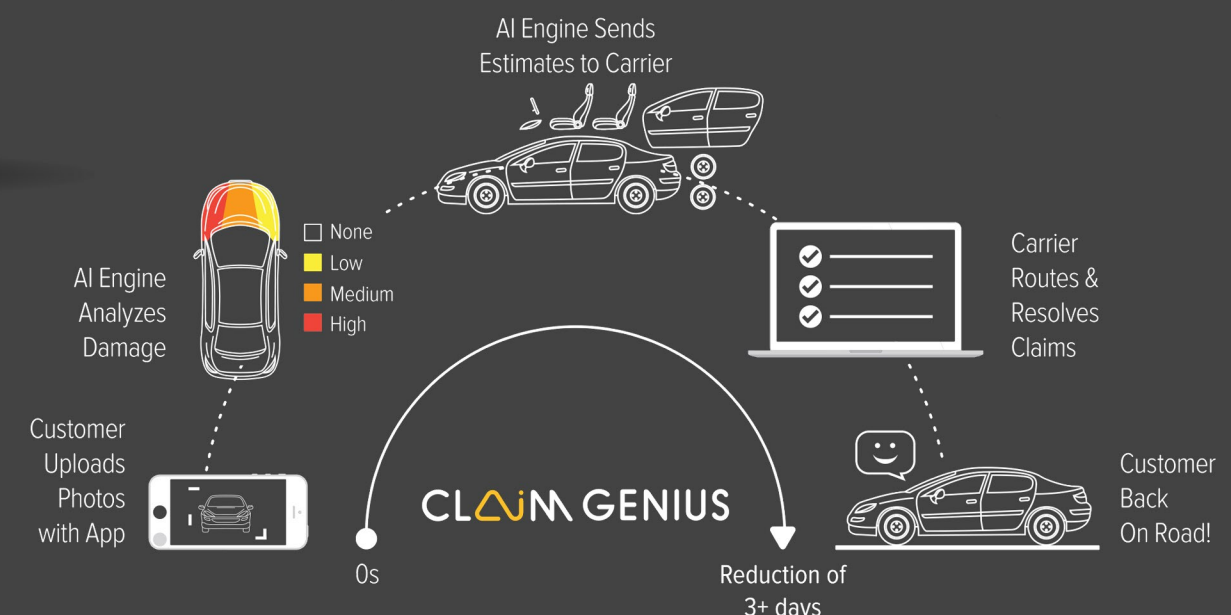 AI Engine Sends
Estimates to Carrier
None
Low
Medium
High
AI Engine
Analyzes
Damage
Carrier
Routes &
Resolves
Claims
Customer
Uploads
Photos
with App
CLAiM GENIUS
Customer
Back
On Road!
0s
Reduction of
3+ days